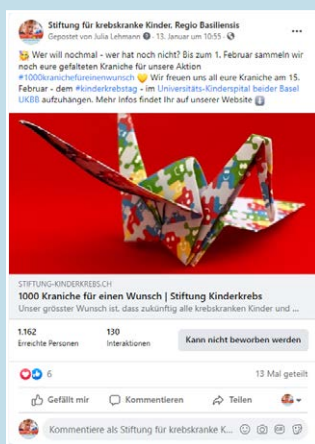 Stiftung für krebskranke Kinder. Regio Basiliensis
Gepostet von Julia Lehmann · 13. Januar um 10:55 ·
Wer will nochmal - wer hat noch nicht? Bis zum 1. Februar sammeln wir
noch eure gefalteten Kraniche für unsere Aktion
#1000kranichefüreinenwunsch Wir freuen uns all eure Kraniche am 15.
Februar - dem #kinderkrebstag - im Universitäts-Kinderspital beider Basel
UKBB aufzuhängen. Mehr Infos findet Ihr auf unserer Website
STIFTUNG-KINDERKREBS.CH
1000 Kraniche für einen Wunsch | Stiftung Kinderkrebs
Unser grösster Wunsch ist, dass zukünftig alle krebskranken Kinder und ...
1.162 130 Kann nicht beworben werden
Erreichte Personen Interaktionen
6 13 Mal geteilt
Gefällt mir Kommentieren Teilen
Kommentiere als Stiftung für krebskranke K...